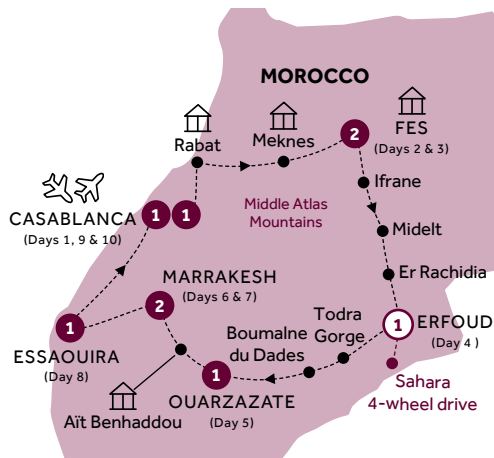 MOROCCO
Rabat
Meknes
2
FES
(Days 2 & 3)
Ifrane
Middle Atlas
Mountains
CASABLANCA
1
1
(Days 1, 9 & 10)
Midelt
Er Rachidia
MARRAKESH
(Days 6 & 7)
2
1
ESSAOUIRA
(Day 8)
Todra
Gorge
1
ERFOUD
(Day 4)
Boumalne
du Dades
1
OUARZAZATE
(Day 5)
Aït Benhaddou
Sahara
4-wheel drive